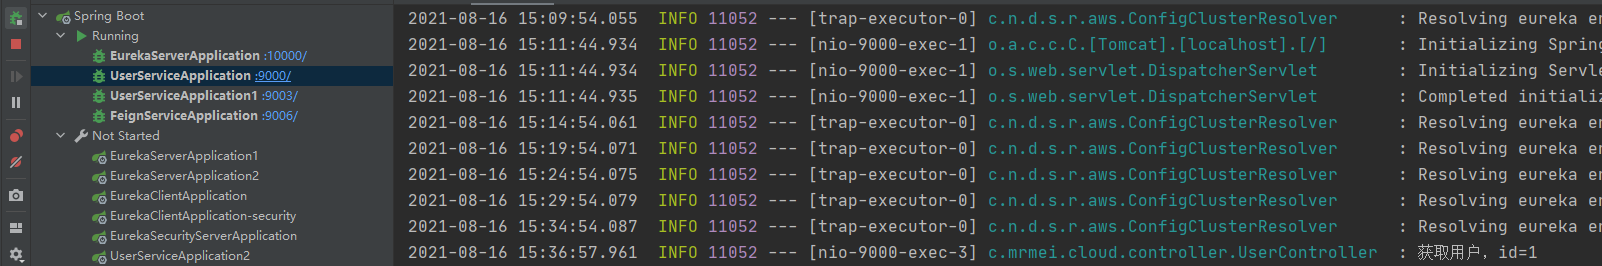 Spring Boot
Running
EurekaServerApplication :10000/
UserServiceApplication :9000/
UserServiceApplication1 :9003/
FeignServiceApplication :9006/
Not Started
EurekaServerApplication1
EurekaServerApplication2
EurekaClientApplication
EurekaClientApplication-security
EurekaSecurityServerApplication
UserServiceApplication2
2021-08-16 15:09:54.055 INFO 11052 --- [trap-executor-0] c.n.d.s.r.aws.ConfigClusterResolver : Resolving eureka en
2021-08-16 15:11:44.934 INFO 11052 --- [nio-9000-exec-1] o.a.c.c.C.[Tomcat].[localhost].[/] : Initializing Spring
2021-08-16 15:11:44.934 INFO 11052 --- [nio-9000-exec-1] o.s.web.servlet.DispatcherServlet : Initializing Servle
2021-08-16 15:11:44.935 INFO 11052 --- [nio-9000-exec-1] o.s.web.servlet.DispatcherServlet : Completed initializ
2021-08-16 15:14:54.061 INFO 11052 --- [trap-executor-0] c.n.d.s.r.aws.ConfigClusterResolver : Resolving eureka en
2021-08-16 15:19:54.071 INFO 11052 --- [trap-executor-0] c.n.d.s.r.aws.ConfigClusterResolver : Resolving eureka en
2021-08-16 15:24:54.075 INFO 11052 --- [trap-executor-0] c.n.d.s.r.aws.ConfigClusterResolver : Resolving eureka en
2021-08-16 15:29:54.079 INFO 11052 --- [trap-executor-0] c.n.d.s.r.aws.ConfigClusterResolver : Resolving eureka en
2021-08-16 15:34:54.087 INFO 11052 --- [trap-executor-0] c.n.d.s.r.aws.ConfigClusterResolver : Resolving eureka en
2021-08-16 15:36:57.961 INFO 11052 --- [nio-9000-exec-3] c.mrmei.cloud.controller.UserController : 获取用户，id=1